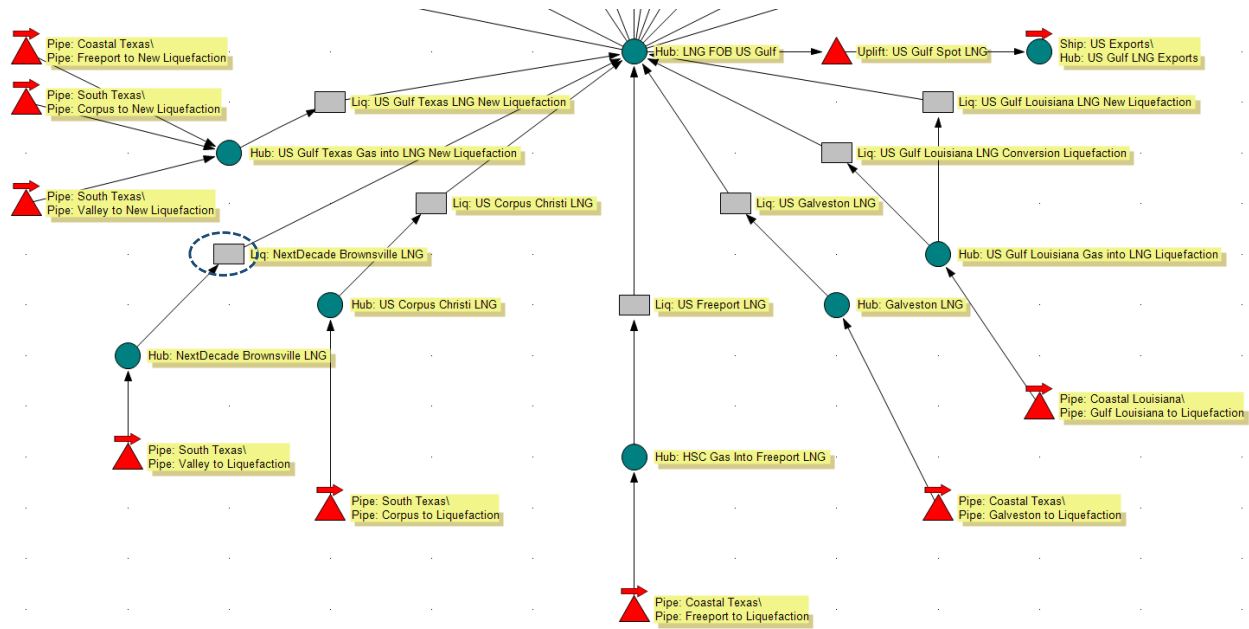 Pipe: Coastal Texas\
Pipe: Freeport to New Liquefaction
Hub: LNG FOB US Gulf
Uplift: US Gulf Spot LNG
Ship: US Exports\
Hub: US Gulf LNG Exports
Pipe: South Texas\
Pipe: Corpus to New Liquefaction
Liq: US Gulf Texas LNG New Liquefaction
Liq: US Gulf Louisiana LNG New Liquefaction
Hub: US Gulf Texas Gas into LNG New Liquefaction
Liq: US Gulf Louisiana LNG Conversion Liquefaction
Pipe: South Texas\
Pipe: Valley to New Liquefaction
Liq: US Corpus Christi LNG
Liq: US Galveston LNG
Liq: NextDecade Brownsville LNG
Hub: US Gulf Louisiana Gas into LNG Liquefaction
Hub: US Corpus Christi LNG
Liq: US Freeport LNG
Hub: Galveston LNG
Hub: NextDecade Brownsville LNG
Pipe: Coastal Louisiana\
Pipe: Gulf Louisiana to Liquefaction
Pipe: South Texas\
Pipe: Valley to Liquefaction
Hub: HSC Gas Into Freeport LNG
Pipe: South Texas\
Pipe: Corpus to Liquefaction
Pipe: Coastal Texas\
Pipe: Galveston to Liquefaction
Pipe: Coastal Texas\
Pipe: Freeport to Liquefaction